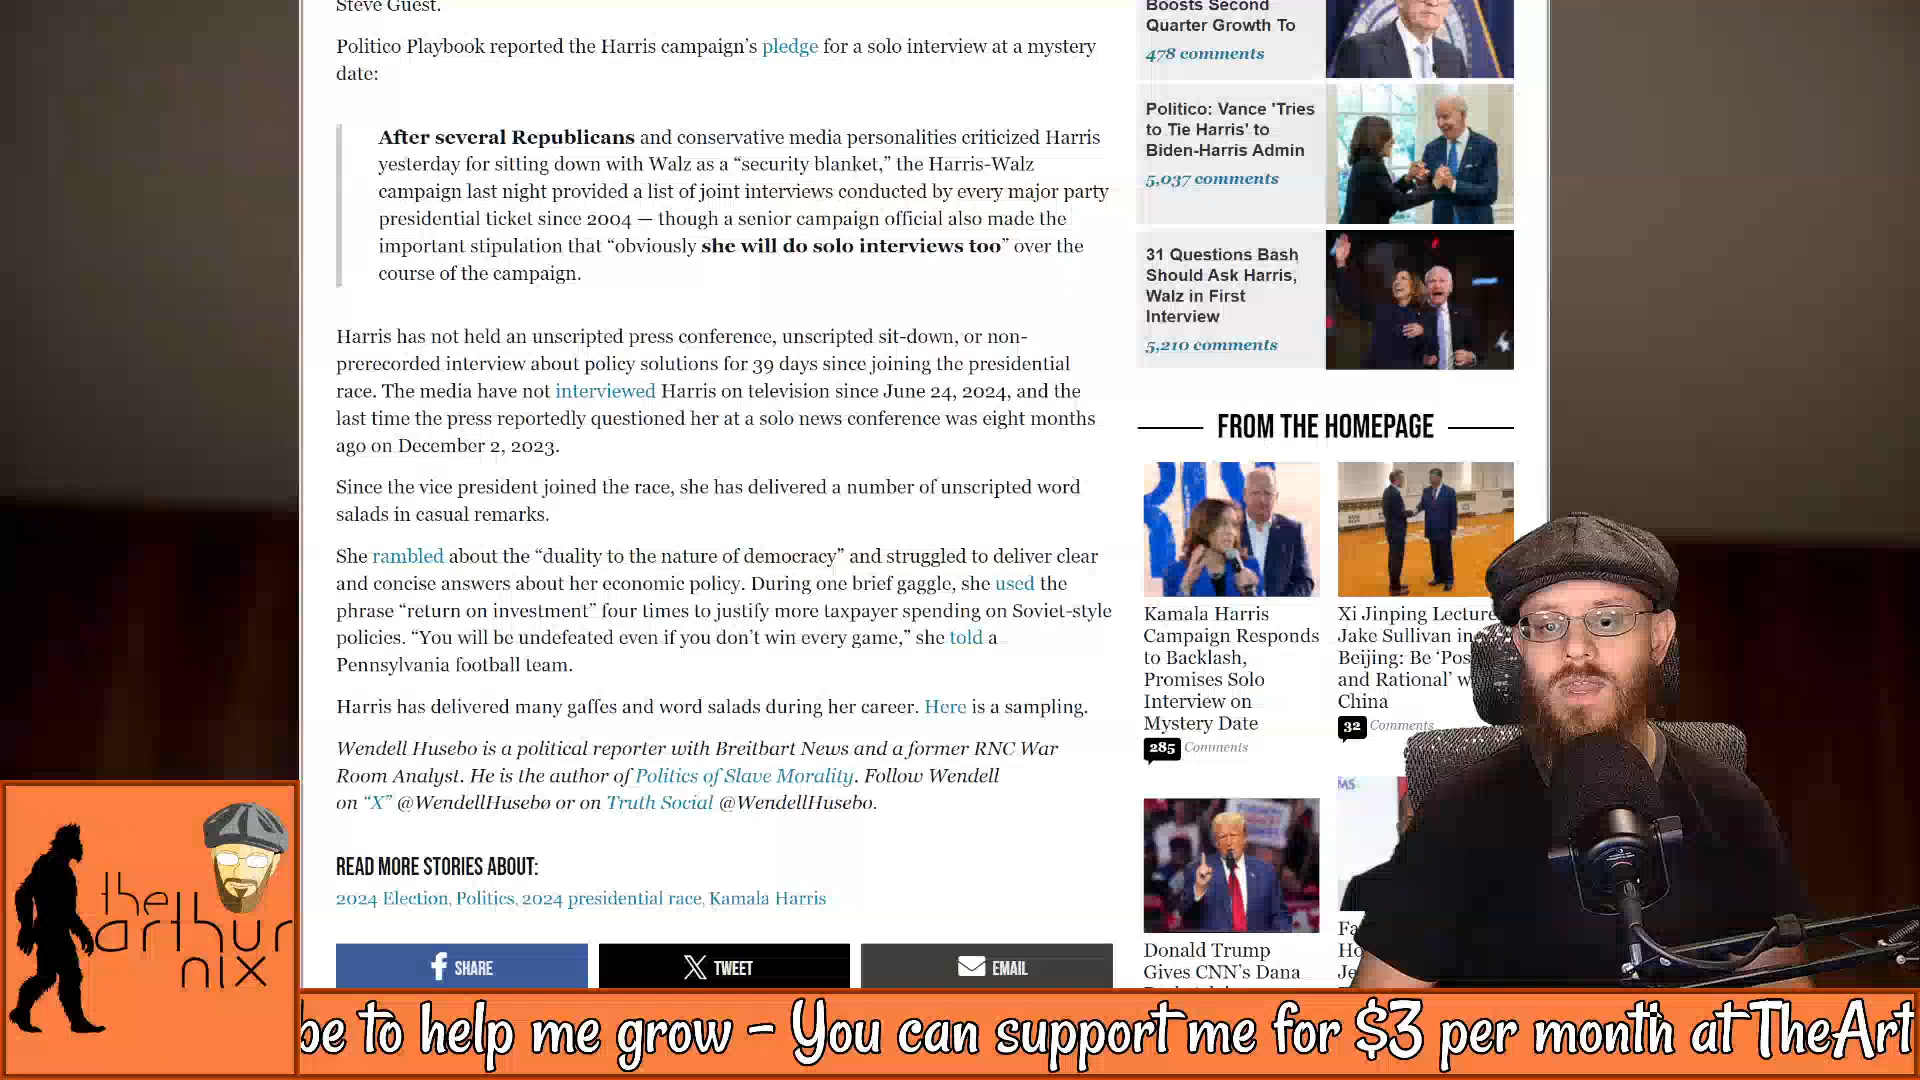 Steve Guest.
Politico Playbook reported the Harris campaign's pledge for a solo interview at a mystery
date:
After several Republicans and conservative media personalities criticized Harris
yesterday for sitting down with Walz as a “security blanket,” the Harris-Walz
campaign last night provided a list of joint interviews conducted by every major party
presidential ticket since 2004 — though a senior campaign official also made the
important stipulation that “obviously she will do solo interviews too” over the
course of the campaign.
Harris has not held an unscripted press conference, unscripted sit-down, or non-
prerecorded interview about policy solutions for 39 days since joining the presidential
race. The media have not interviewed Harris on television since June 24, 2024, and the
last time the press reportedly questioned her at a solo news conference was eight months
ago on December 2, 2023.
Since the vice president joined the race, she has delivered a number of unscripted word
salads in casual remarks.
She rambled about the “duality to the nature of democracy” and struggled to deliver clear
and concise answers about her economic policy. During one brief gaggle, she used the
phrase “return on investment” four times to justify more taxpayer spending on Soviet-style
policies. “You will be undefeated even if you don’t win every game,” she told a
Pennsylvania football team.
Harris has delivered many gaffes and word salads during her career. Here is a sampling.
Wendell Husebo is a political reporter with Breitbart News and a former RNC War
Room Analyst. He is the author of Politics of Slave Morality. Follow Wendell
on “X” @WendellHusebø or on Truth Social @WendellHusebo.
READ MORE STORIES ABOUT:
2024 Election, Politics, 2024 presidential race, Kamala Harris
SHARE
TWEET
EMAIL
Boosts Second
Quarter Growth To
478 comments
Politico: Vance 'Tries
to Tie Harris' to
Biden-Harris Admin
5,037 comments
31 Questions Bash
Should Ask Harris,
Walz in First
Interview
5,210 comments
FROM THE HOMEPAGE
Kamala Harris
Campaign Responds
to Backlash,
Promises Solo
Interview on
Mystery Date
285 Comments
Xi Jinping Lecture
Jake Sullivan in
Beijing: Be ‘Pos
and Rational’ w
China
32 Comments
Donald Trump
Gives CNN’s Dana
MS
Fa
Ho
Je
the
arthur
nix
be to help me grow – You can support me for $3 per month at TheArt